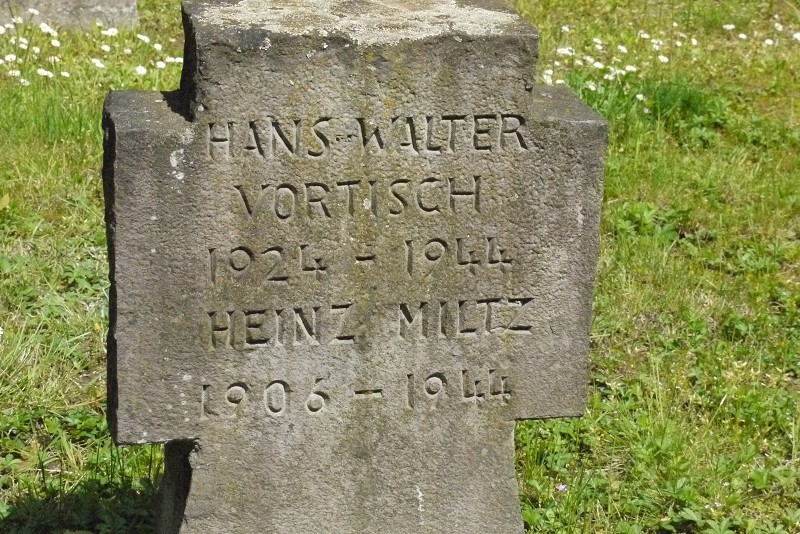 HANS-WALTER
VORTISCH
1924 - 1944
HEINZ MILTZ
1906 - 1944